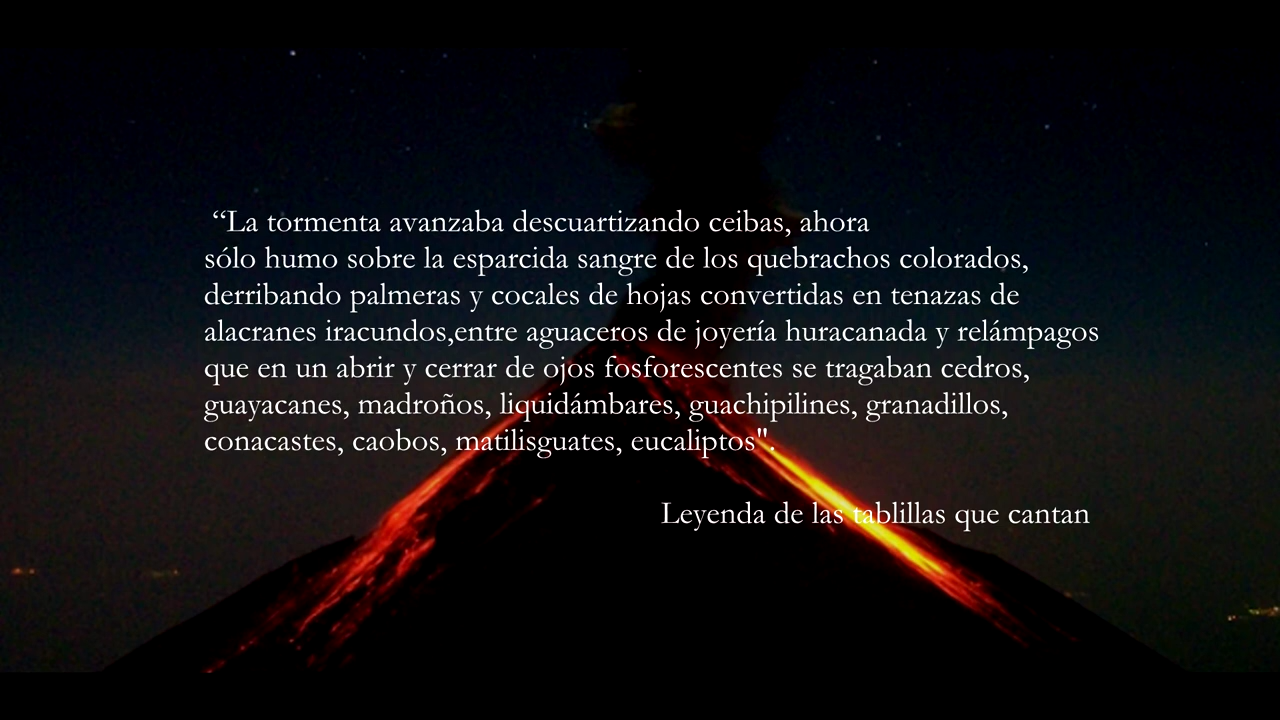 “La tormenta avanzaba descuartizando ceibas, ahora
sólo humo sobre la esparcida sangre de los quebrachos colorados,
derribando palmeras y cocales de hojas convertidas en tenazas de
alacranes iracundos,entre aguaceros de joyería huracanada y relámpagos
que en un abrir y cerrar de ojos fosforescentes se tragaban cedros,
guayacanes, madroños, liquidámbares, guachipilines, granadillos,
conacastes, caobos, matilisguates, eucaliptos".
Leyenda de las tablillas que cantan